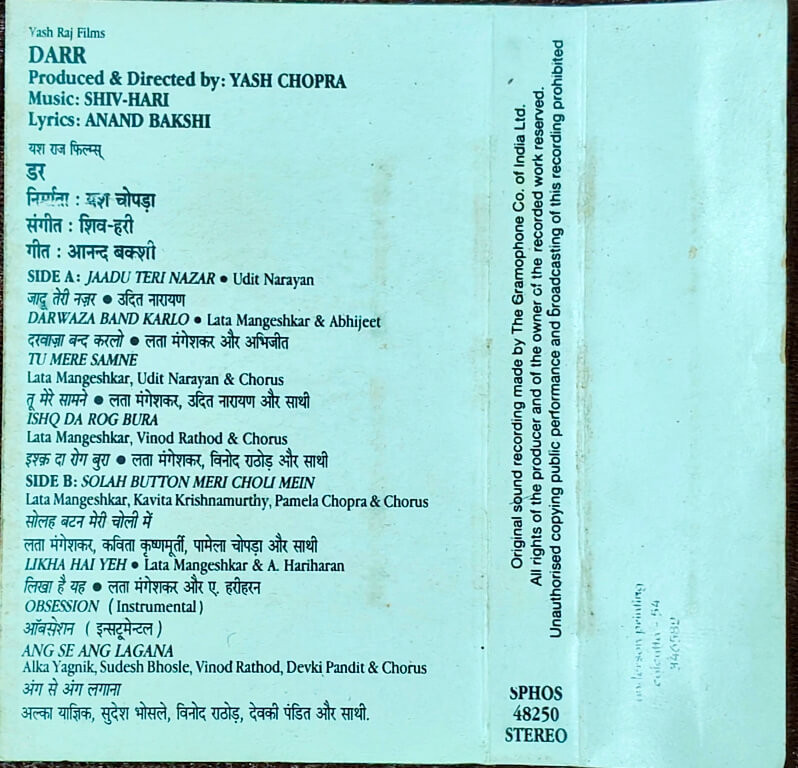 Yash Raj Films
DARR
Produced & Directed by: YASH CHOPRA
Music: SHIV-HARI
Lyrics: ANAND BAKSHI
यश राज फिल्म्स्
डर
निर्माता : यश चोपड़ा
संगीत : शिव-हरी
गीत : आनन्द बक्शी
SIDE A: JAADU TERI NAZAR ● Udit Narayan
जादू तेरी नज़र ● उदित नारायण
DARWAZA BAND KARLO ● Lata Mangeshkar & Abhijeet
दरवाज़ा बन्द करलो ● लता मंगेशकर और अभिजीत
TU MERE SAMNE
Lata Mangeshkar, Udit Narayan & Chorus
तू मेरे सामने ● लता मंगेशकर, उदित नारायण और साथी
ISHQ DA ROG BURA
Lata Mangeshkar, Vinod Rathod & Chorus
इश्क़ दा रोग बुरा ● लता मंगेशकर, विनोद राठोड़ और साथी
SIDE B: SOLAH BUTTON MERI CHOLI MEIN
Lata Mangeshkar, Kavita Krishnamurthy, Pamela Chopra & Chorus
सोलह बटन मेरी चोली में
लता मंगेशकर, कविता कृष्णमूर्ती, पामेला चोपड़ा और साथी
LIKHA HAI YEH ● Lata Mangeshkar & A. Hariharan
लिखा है यह ● लता मंगेशकर और ए. हरीहरन
OBSESSION (Instrumental)
ऑबसेशन ( इन्सट्रूमेन्टल )
ANG SE ANG LAGANA
Alka Yagnik, Sudesh Bhosle, Vinod Rathod, Devki Pandit & Chorus
अंग से अंग लगाना
अल्का याज्ञिक, सुदेश भोसले, विनोद राठोड़, देवकी पंडित और साथी.
Original sound recording made by The Gramophone Co. of India Ltd.
All rights of the producer and of the owner of the recorded work reserved.
Unauthorised copying public performance and broadcasting of this recording prohibited
SPHOS
48250
STEREO
anderson printing
calcutta - 54